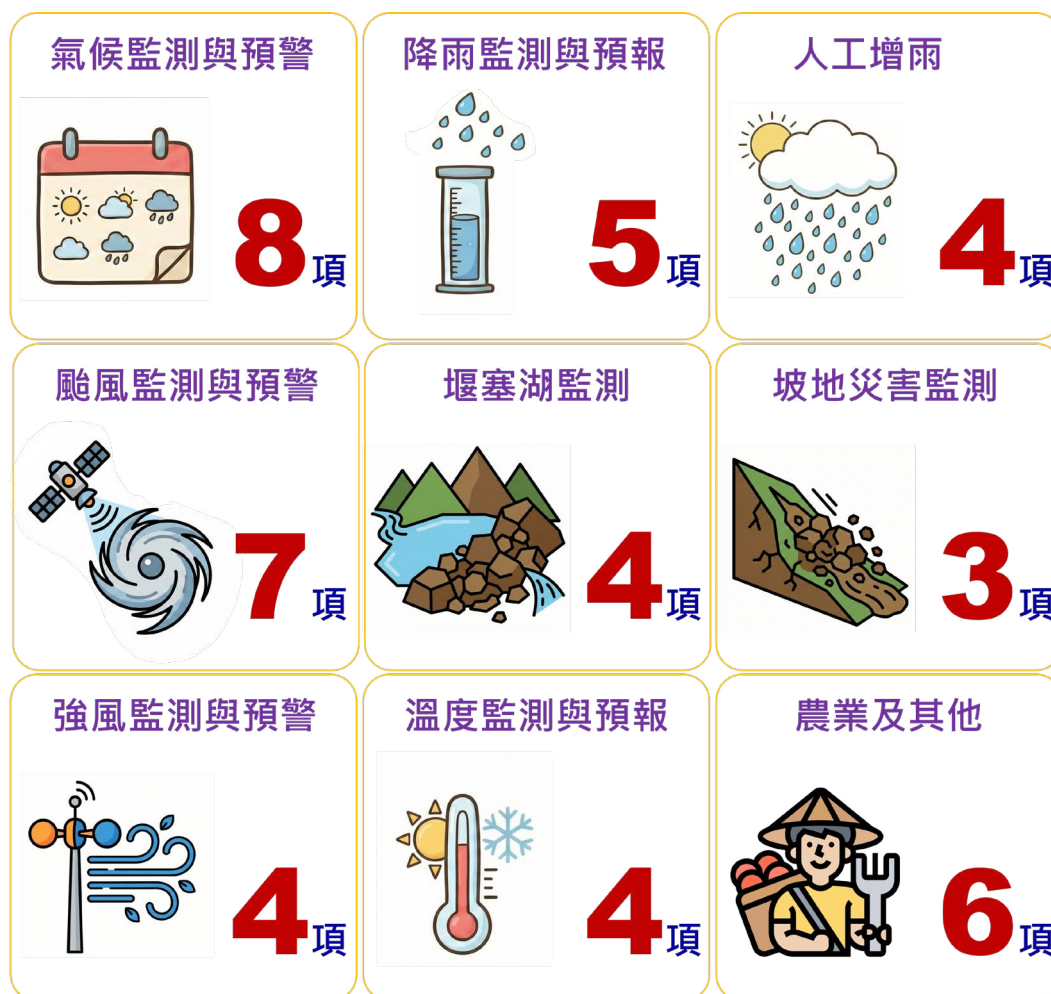 氣候監測與預警
8項
降雨監測與預報
5項
人工增雨
4項
颱風監測與預警
7項
堰塞湖監測
4項
坡地災害監測
3項
強風監測與預警
4項
溫度監測與預報
4項
農業及其他
6項